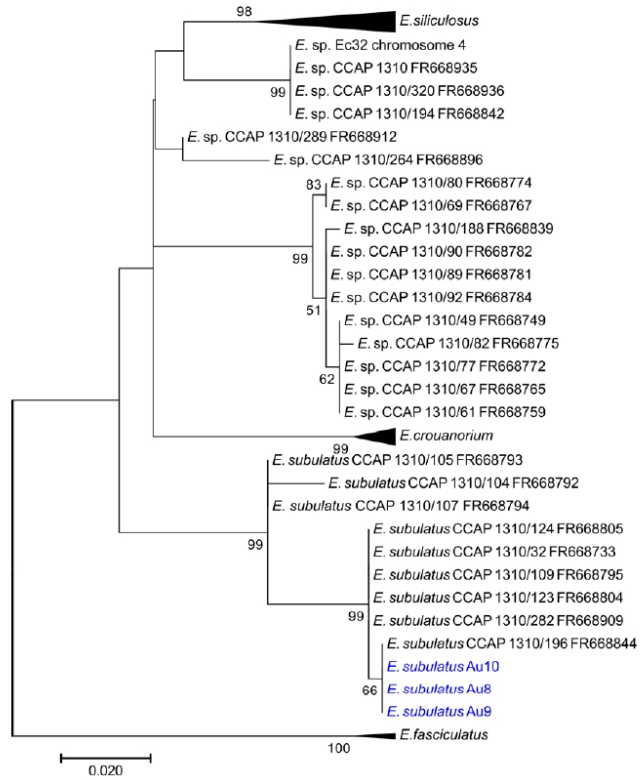 98
E.siliculosus
E. sp. Ec32 chromosome 4
E. sp. CCAP 1310 FR668935
E. sp. CCAP 1310/320 FR668936
99
E. sp. CCAP 1310/194 FR668842
E. sp. CCAP 1310/289 FR668912
E. sp. CCAP 1310/264 FR668896
83
E. sp. CCAP 1310/80 FR668774
E. sp. CCAP 1310/69 FR668767
E. sp. CCAP 1310/188 FR668839
99
E. sp. CCAP 1310/90 FR668782
E. sp. CCAP 1310/89 FR668781
E. sp. CCAP 1310/92 FR668784
51
E. sp. CCAP 1310/49 FR668749
E. sp. CCAP 1310/82 FR668775
E. sp. CCAP 1310/77 FR668772
62
E. sp. CCAP 1310/67 FR668765
E. sp. CCAP 1310/61 FR668759
E.crouanorium
99
E. subulatus CCAP 1310/105 FR668793
E. subulatus CCAP 1310/104 FR668792
E. subulatus CCAP 1310/107 FR668794
E. subulatus CCAP 1310/124 FR668805
99
E. subulatus CCAP 1310/32 FR668733
E. subulatus CCAP 1310/109 FR668795
E. subulatus CCAP 1310/123 FR668804
99
E. subulatus CCAP 1310/282 FR668909
E. subulatus CCAP 1310/196 FR668844
E. subulatus Au10
66
E. subulatus Au8
E. subulatus Au9
E.fasciculatus
100
0.020